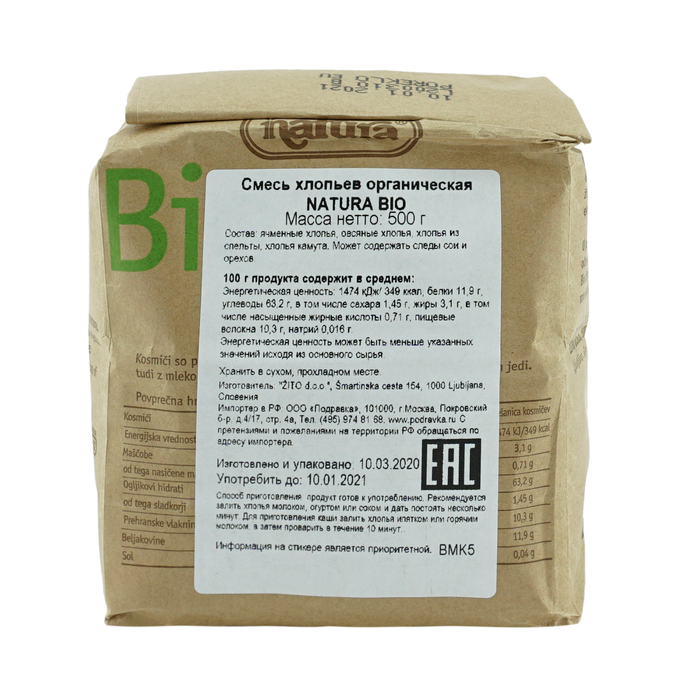 natura
Bi
Смесь хлопьев органическая
NATURA BIO
Масса нетто: 500 г
Состав: ячменные хлопья, овсяные хлопья, хлопья из
спельты, хлопья камута. Может содержать следы сои и
орехов.
100 г продукта содержит в среднем:
Энергетическая ценность: 1474 кДж/ 349 ккал, белки 11,9 г,
углеводы 63,2 г, в том числе сахара 1,45 г, жиры 3,1 г, в том
числе насыщенные жирные кислоты 0,71 г, пищевые
волокна 10,3 г, натрий 0,016 г.
Энергетическая ценность может быть меньше указанных
значений исходя из основного сырья.
Хранить в сухом, прохладном месте.
Изготовитель: "ŽITO d.o.o", Šmartinska cesta 154, 1000 Ljubljana,
Словения
Импортер в РФ: ООО «Подравка», 101000, г.Москва, Покровский
б-р, д.4/17, стр. 4а, Тел. (495) 974 81 68. www.podravka.ru С
претензиями и пожеланиями на территории РФ обращаться по
адресу импортера.
Изготовлено и упаковано: 10.03.2020
Употребить до: 10.01.2021
EAC
Способ приготовления: продукт готов к употреблению. Рекомендуется
залить хлопья молоком, йогуртом или соком и дать постоять несколько
минут. Для приготовления каши залить хлопья кипятком или горячим
молоком, а затем проварить в течение 10 минут.
Информация на стикере является приоритетной. BMK5
Kosmiči so p
tudi z mleko
jedi.
Povprečna hr
Kosmiči
šanica kosmičev
Energijska vrednost
474 kJ/349 kcal
Maščobe
3,1 g
od tega nasičene ma
0,71 g
Ogljikovi hidrati
63,2 g
od tega sladkorji
1,45 g
Prehranske vlaknin
10,3 g
Beljakovine
11,9 g
Sol
0,04 g